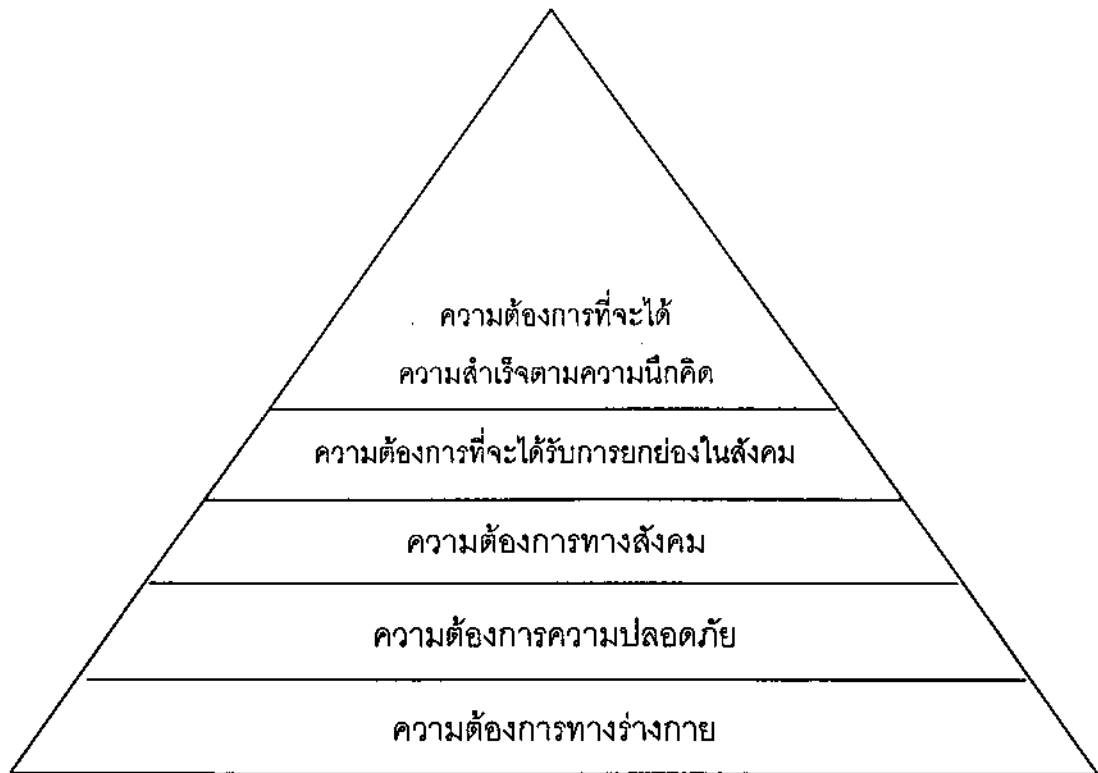 ความต้องการที่จะได้
ความสำเร็จตามความนึกคิด
ความต้องการที่จะได้รับการยกย่องในสังคม
ความต้องการทางสังคม
ความต้องการความปลอดภัย
ความต้องการทางร่างกาย